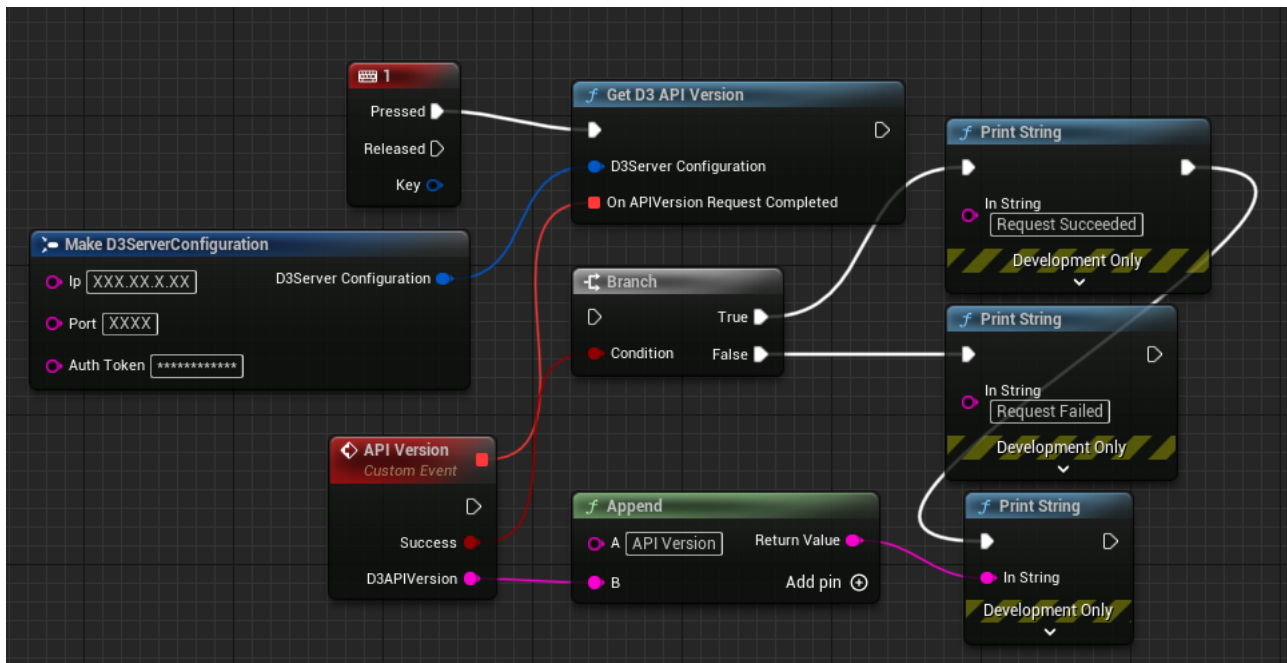 1
Pressed
Released
Key
Get D3 API Version
D3Server Configuration
On APIVersion Request Completed
Print String
In String
Request Succeeded
Development Only
Make D3ServerConfiguration
Ip XXX.XX.X.XX D3Server Configuration
Port XXXX
Auth Token ************
Branch
True
Condition False
Print String
In String
Request Failed
Development Only
API Version
Custom Event
Success
D3APIVersion
Append
A API Version Return Value
B Add pin
Print String
In String
Development Only